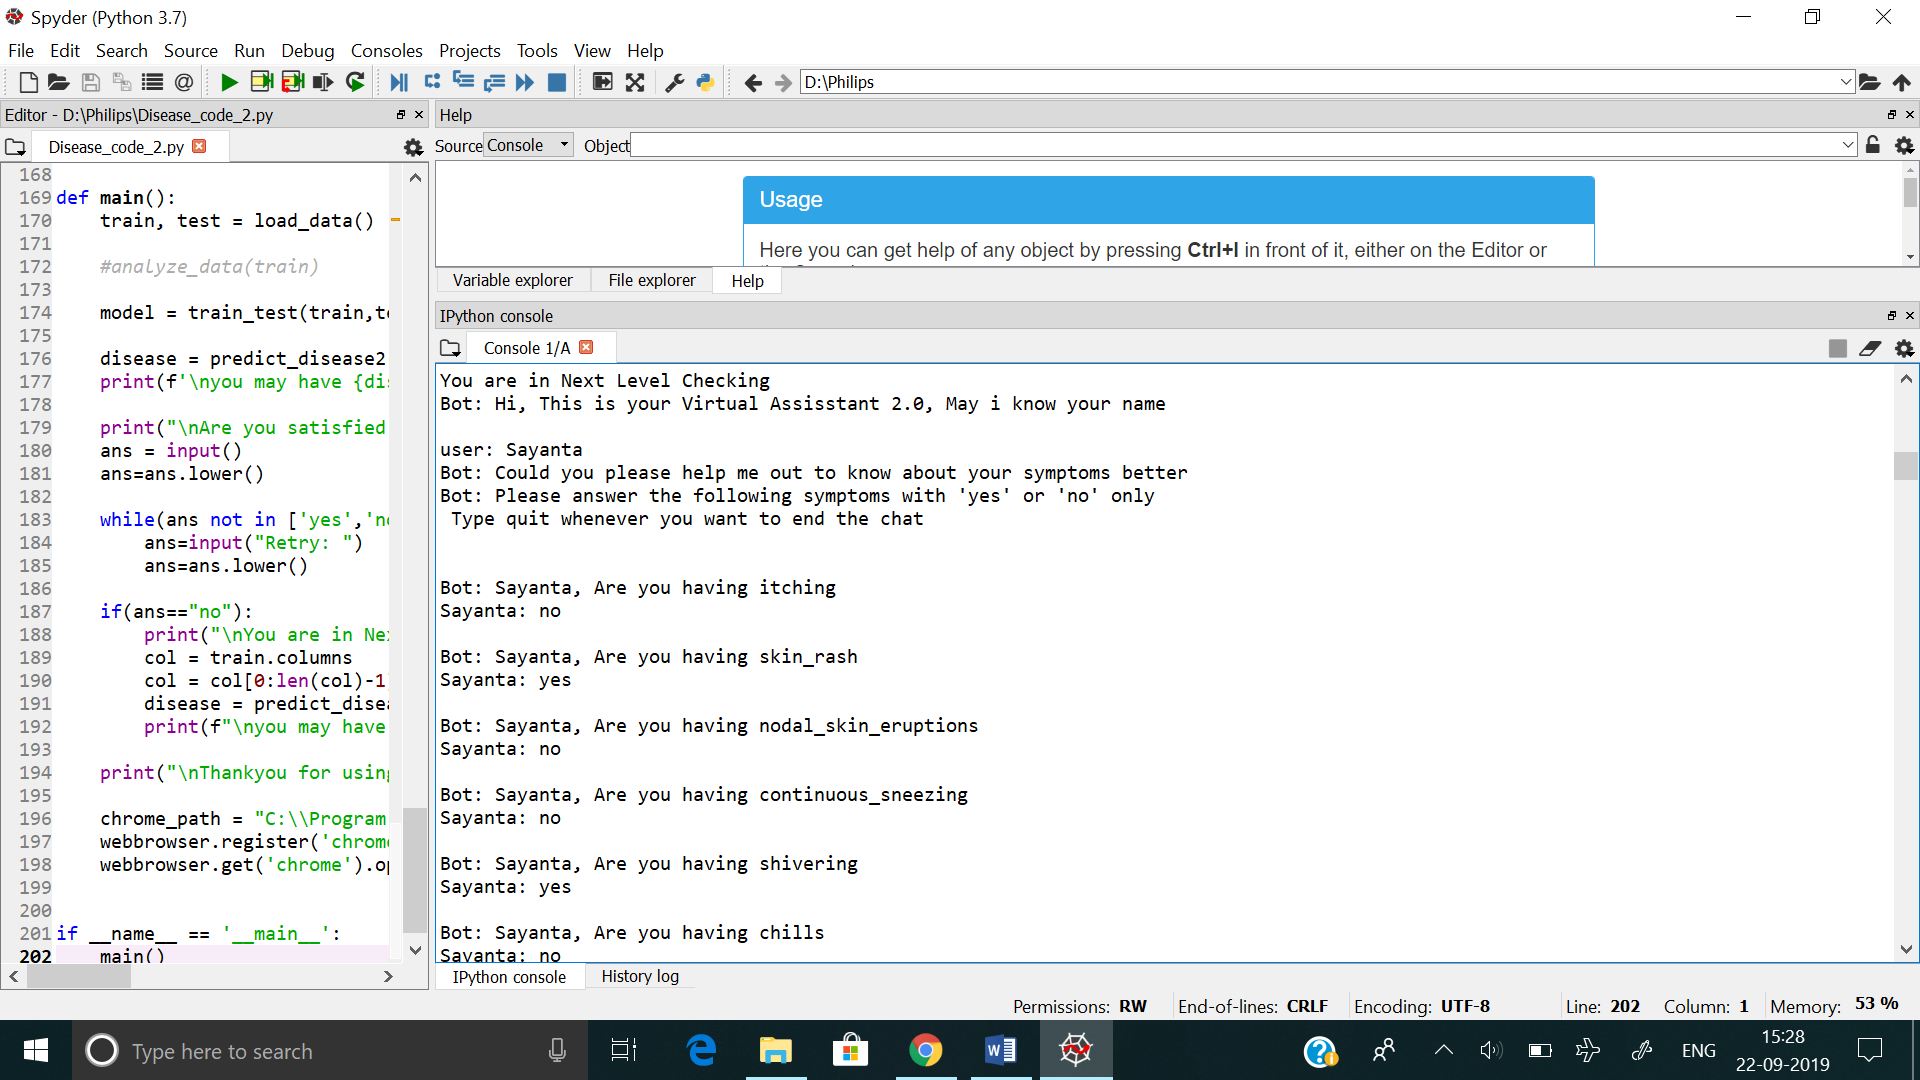 Spyder (Python 3.7)
File Edit Search Source Run Debug Consoles Projects Tools View Help
D:\Philips
Editor - D:\Philips\Disease_code_2.py
Disease_code_2.py
168
169 def main():
170     train, test = load_data()
171
172     #analyze_data(train)
173
174     model = train_test(train,t
175
176     disease = predict_disease2
177     print(f'\nyou may have {di
178
179     print("\nAre you satisfied
180     ans = input()
181     ans=ans.lower()
182
183     while(ans not in ['yes','n
184         ans=input("Retry: ")
185         ans=ans.lower()
186
187     if(ans=="no"):
188         print("\nYou are in Ne
189         col = train.columns
190         col = col[0:len(col)-1
191         disease = predict_dise
192         print(f"\nyou may have
193
194     print("\nThankyou for using
195
196     chrome_path = "C:\\Program
197     webbrowser.register('chrom
198     webbrowser.get('chrome').o
199
200
201 if __name__ == '__main__':
202     main()
Help
Source Console Object
Usage
Here you can get help of any object by pressing Ctrl+I in front of it, either on the Editor or
Variable explorer File explorer Help
IPython console
Console 1/A
You are in Next Level Checking
Bot: Hi, This is your Virtual Assisstant 2.0, May i know your name
user: Sayanta
Bot: Could you please help me out to know about your symptoms better
Bot: Please answer the following symptoms with 'yes' or 'no' only
Type quit whenever you want to end the chat
Bot: Sayanta, Are you having itching
Sayanta: no
Bot: Sayanta, Are you having skin_rash
Sayanta: yes
Bot: Sayanta, Are you having nodal_skin_eruptions
Sayanta: no
Bot: Sayanta, Are you having continuous_sneezing
Sayanta: no
Bot: Sayanta, Are you having shivering
Sayanta: yes
Bot: Sayanta, Are you having chills
Sayanta: no
IPython console History log
Permissions: RW End-of-lines: CRLF Encoding: UTF-8 Line: 202 Column: 1 Memory: 53 %
Type here to search
ENG
15:28
22-09-2019